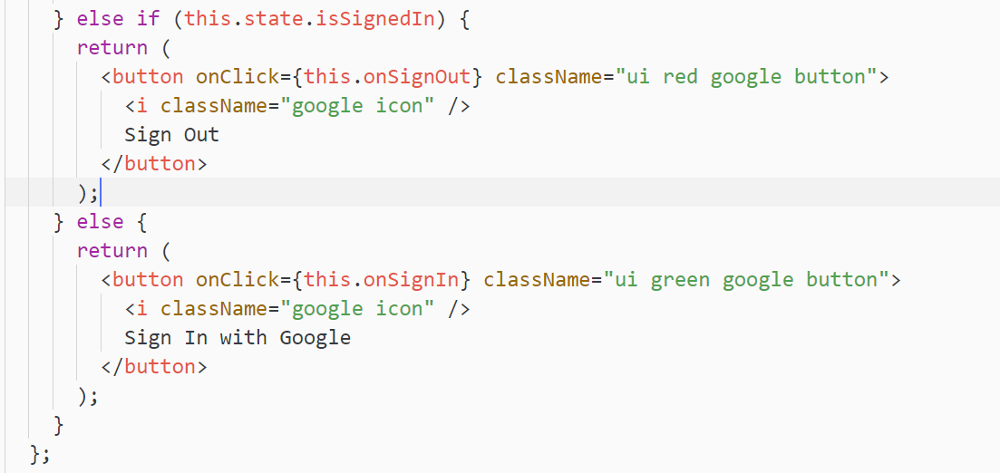 } else if (this.state.isSignedIn) {
return (
<button onClick={this.onSignOut} className="ui red google button">
<i className="google icon" />
Sign Out
</button>
);
} else {
return (
<button onClick={this.onSignIn} className="ui green google button">
<i className="google icon" />
Sign In with Google
</button>
);
}
};